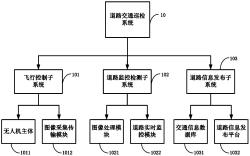 道路交通巡检
系统
10
飞行控制子
系统
101
道路监控检测子
系统
102
道路信息发布子
系统
103
无人机主体
1011
图像采集传
输模块
1012
图像处理模
块
1021
道路实时监
控模块
1022
交通信息数
据库
1031
道路信息发
布平台
1032